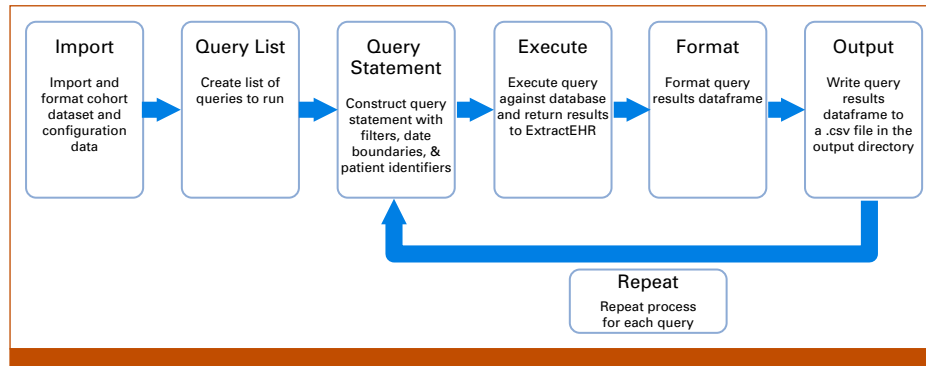 Import
Import and
format cohort
dataset and
configuration
data
Query List
Create list of
queries to run
Query
Statement
Construct query
statement with
filters, date
boundaries, &
patient identifiers
Execute
Execute query
against database
and return results
to ExtractEHR
Format
Format query
results dataframe
Output
Write query
results
dataframe to
a .csv file in the
output directory
Repeat
Repeat process
for each query